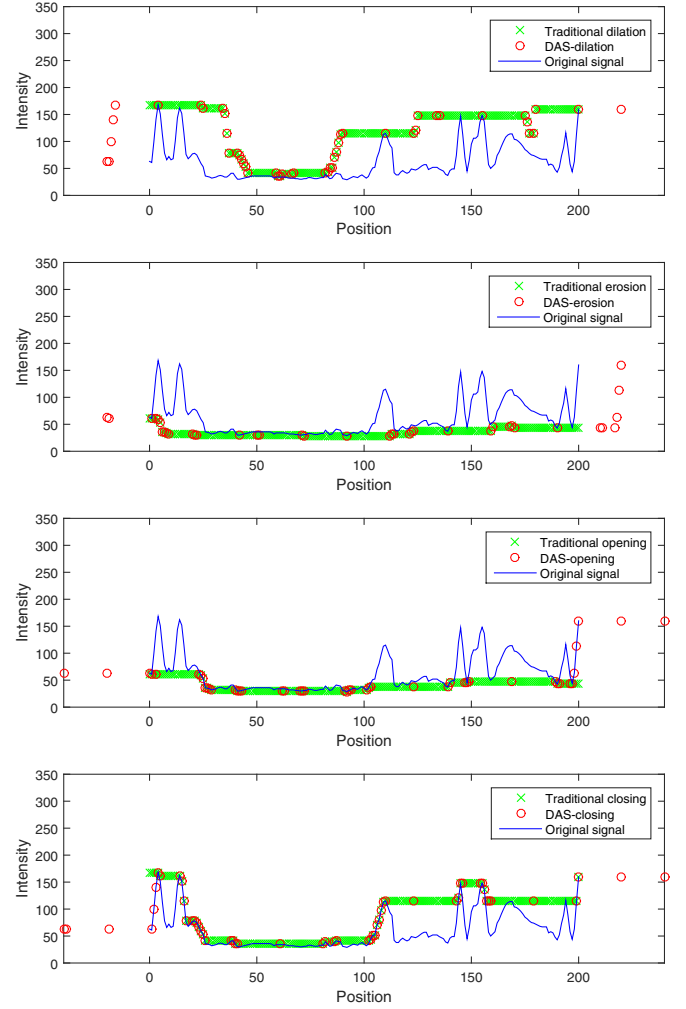 350
300
250
200
150
100
50
0
Intensity
0
50
100
150
200
Position
Traditional dilation
DAS-dilation
Original signal
350
300
250
200
150
100
50
0
Intensity
0
50
100
150
200
Position
Traditional erosion
DAS-erosion
Original signal
350
300
250
200
150
100
50
0
Intensity
0
50
100
150
200
Position
Traditional opening
DAS-opening
Original signal
350
300
250
200
150
100
50
0
Intensity
0
50
100
150
200
Position
Traditional closing
DAS-closing
Original signal